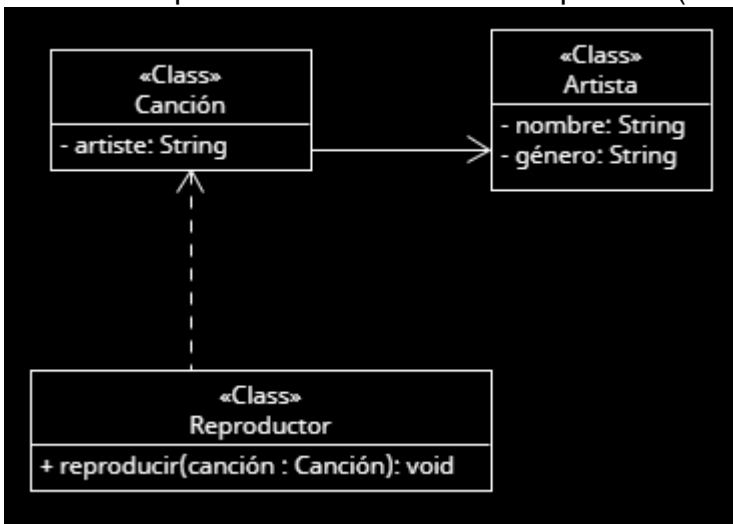 «Class»
Canción
- artiste: String
«Class»
Artista
- nombre: String
- género: String
«Class»
Reproductor
+ reproducir(canción : Canción): void